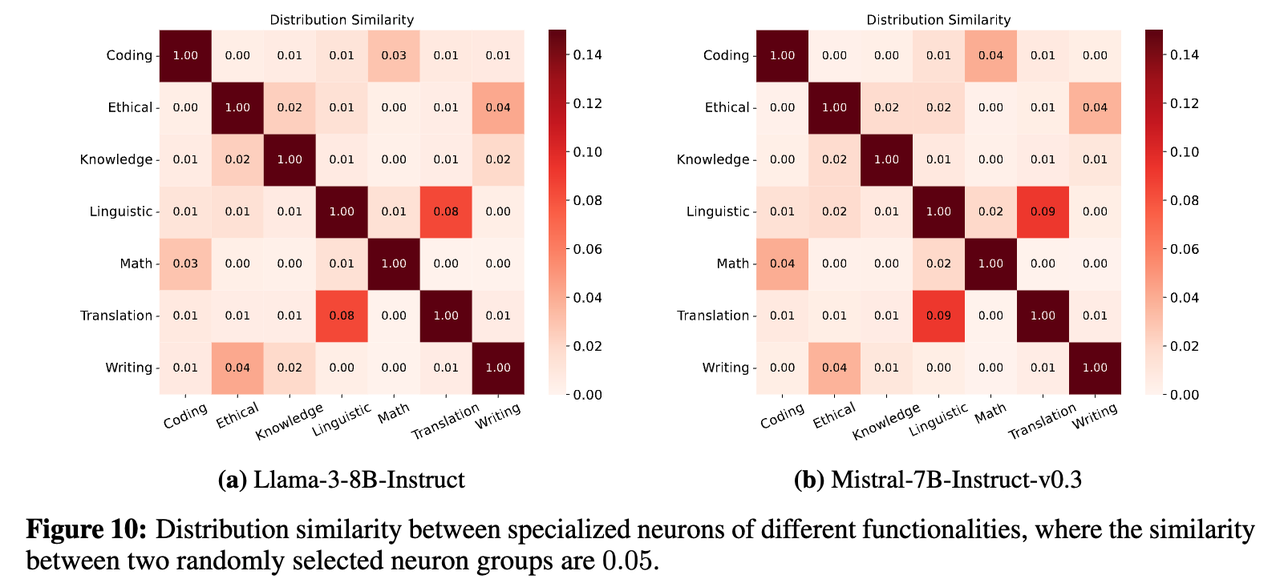 Distribution Similarity
Coding 1.00 0.00 0.01 0.01 0.03 0.01 0.01
Ethical 0.00 1.00 0.02 0.01 0.00 0.01 0.04
Knowledge 0.01 0.02 1.00 0.01 0.00 0.01 0.02
Linguistic 0.01 0.01 0.01 1.00 0.01 0.08 0.00
Math 0.03 0.00 0.00 0.01 1.00 0.00 0.00
Translation 0.01 0.01 0.01 0.08 0.00 1.00 0.01
Writing 0.01 0.04 0.02 0.00 0.00 0.01 1.00
Coding Ethical Knowledge Linguistic Math Translation Writing
0.14
0.12
0.10
0.08
0.06
0.04
0.02
0.00
(a) Llama-3-8B-Instruct
Distribution Similarity
Coding 1.00 0.00 0.00 0.01 0.04 0.01 0.00
Ethical 0.00 1.00 0.02 0.02 0.00 0.01 0.04
Knowledge 0.00 0.02 1.00 0.01 0.00 0.01 0.01
Linguistic 0.01 0.02 0.01 1.00 0.02 0.09 0.00
Math 0.04 0.00 0.00 0.02 1.00 0.00 0.00
Translation 0.01 0.01 0.01 0.09 0.00 1.00 0.01
Writing 0.00 0.04 0.01 0.00 0.00 0.01 1.00
Coding Ethical Knowledge Linguistic Math Translation Writing
0.14
0.12
0.10
0.08
0.06
0.04
0.02
0.00
(b) Mistral-7B-Instruct-v0.3
Figure 10: Distribution similarity between specialized neurons of different functionalities, where the similarity
between two randomly selected neuron groups are 0.05.